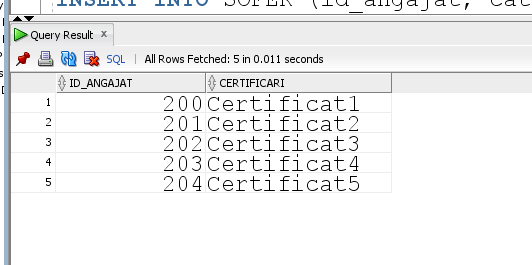 INSERT INTO SOFER (id_angajat, cat
Query Result x
SQL | All Rows Fetched: 5 in 0.011 seconds
ID_ANGAJAT CERTIFICARI
1 200 Certificat1
2 201 Certificat2
3 202 Certificat3
4 203 Certificat4
5 204 Certificat5